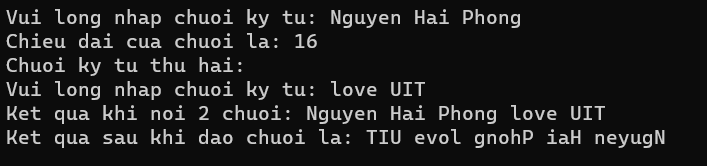 Vui long nhap chuoi ky tu: Nguyen Hai Phong
Chieu dai cua chuoi la: 16
Chuoi ky tu thu hai:
Vui long nhap chuoi ky tu: love UIT
Ket qua khi noi 2 chuoi: Nguyen Hai Phong love UIT
Ket qua sau khi dao chuoi la: TIU evol gnohP iaH neyugN